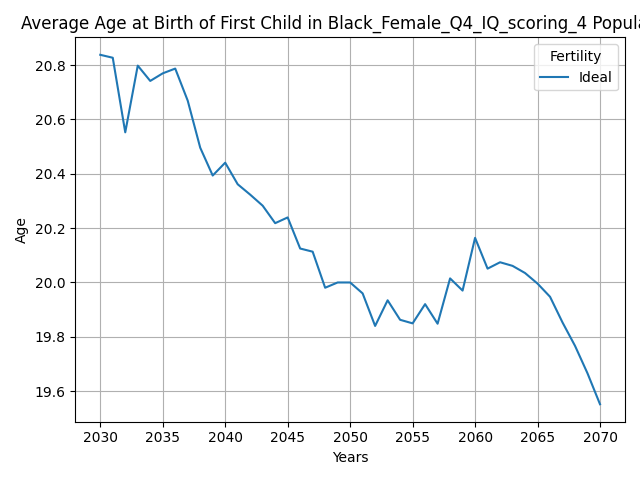 Average Age at Birth of First Child in Black_Female_Q4_IQ_scoring_4 Popula
Fertility
Ideal
20.8
20.6
20.4
20.2
20.0
19.8
19.6
Age
2030 2035 2040 2045 2050 2055 2060 2065 2070
Years